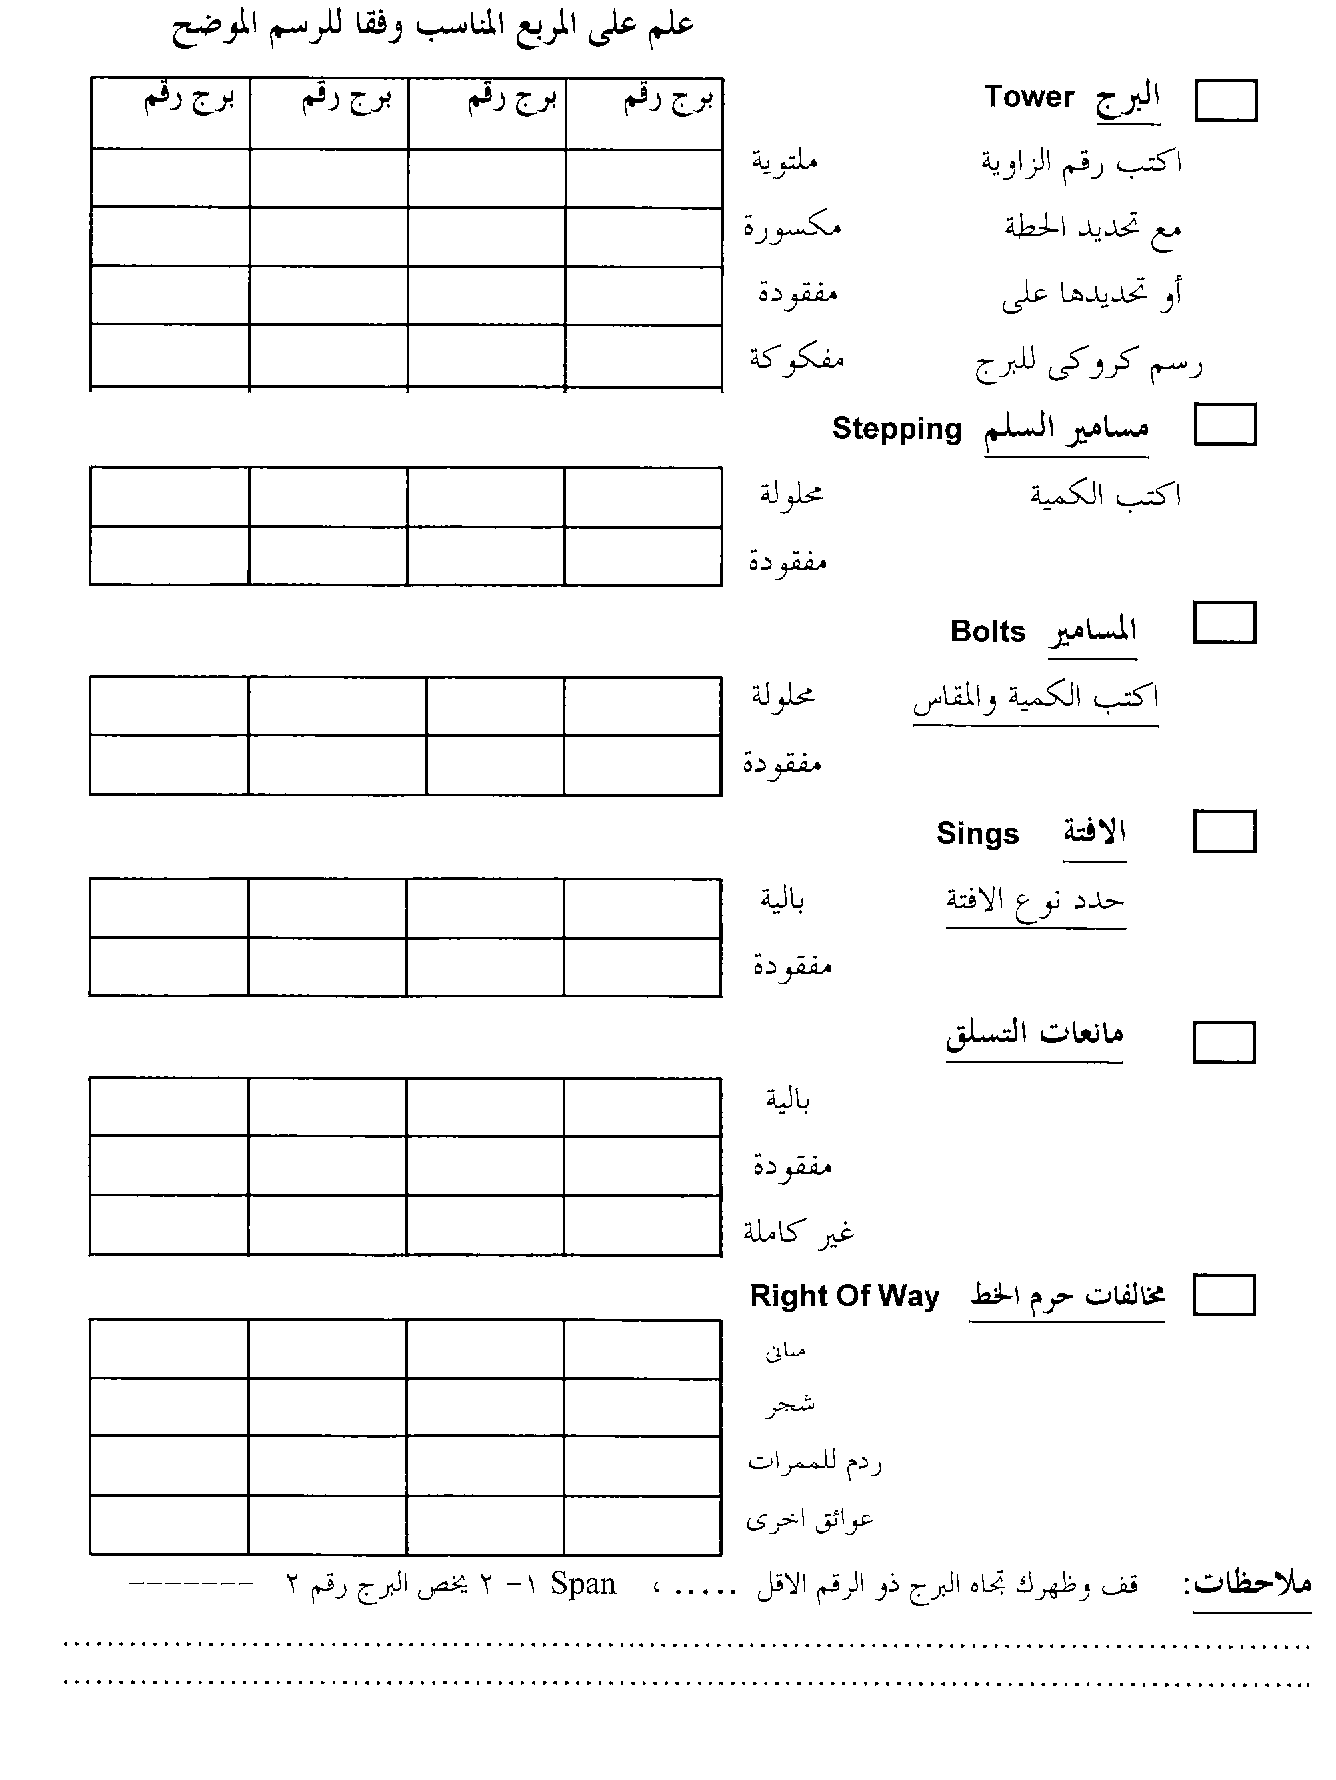 علم على المربع المناسب وفقا للرسم الموضح
البرج Tower
برج رقم برج رقم برج رقم برج رقم
اكتب رقم الزاوية ملتوية
مع تحديد الحطة مكسورة
أو تحديدها على مفقودة
رسم كروكى للبرج مفكوكة
مسامير السلم Stepping
اكتب الكمية محلولة
مفقودة
المسامير Bolts
اكتب الكمية والمقاس محلولة
مفقودة
الافتة Sings
حدد نوع الافتة بالية
مفقودة
مانعات التسلق
بالية
مفقودة
غير كاملة
مخالفات حرم الخط Right Of Way
مبانى
شجر
ردم للممرات
عوائق اخرى
ملاحظات: قف وظهرك تجاه البرج ذو الرقم الاقل ..... ، Span ١- ٢ يخص البرج رقم ٢ -------